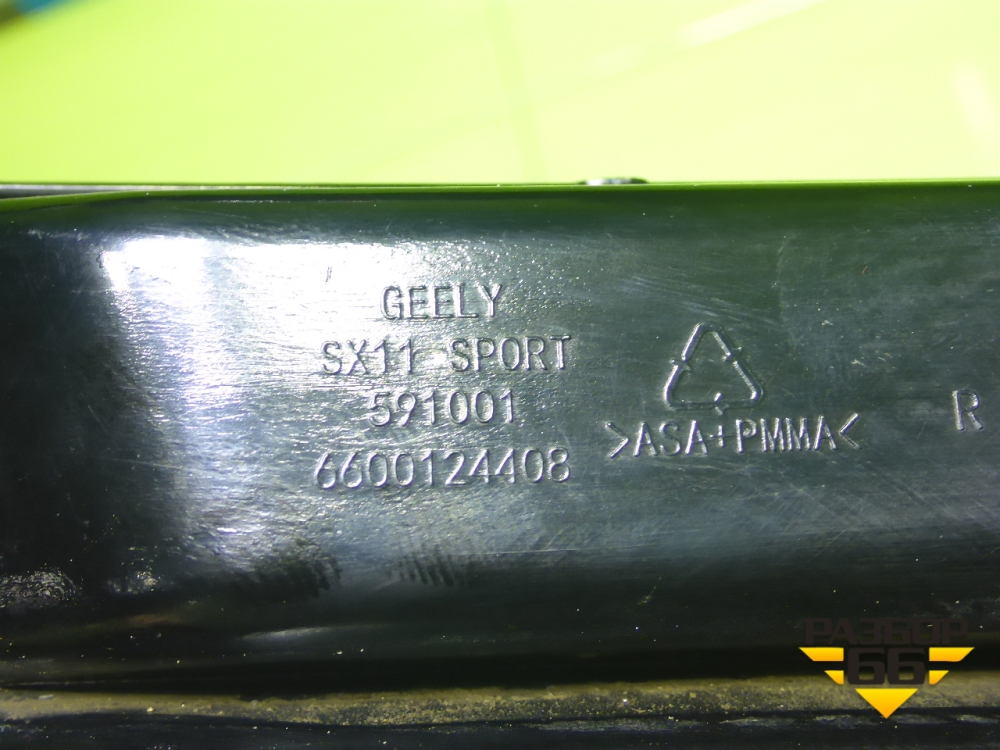 GEELY
SX11 SPORT
591001
6600124408
>ASA+PMMA<
R
РАЗБОР
66